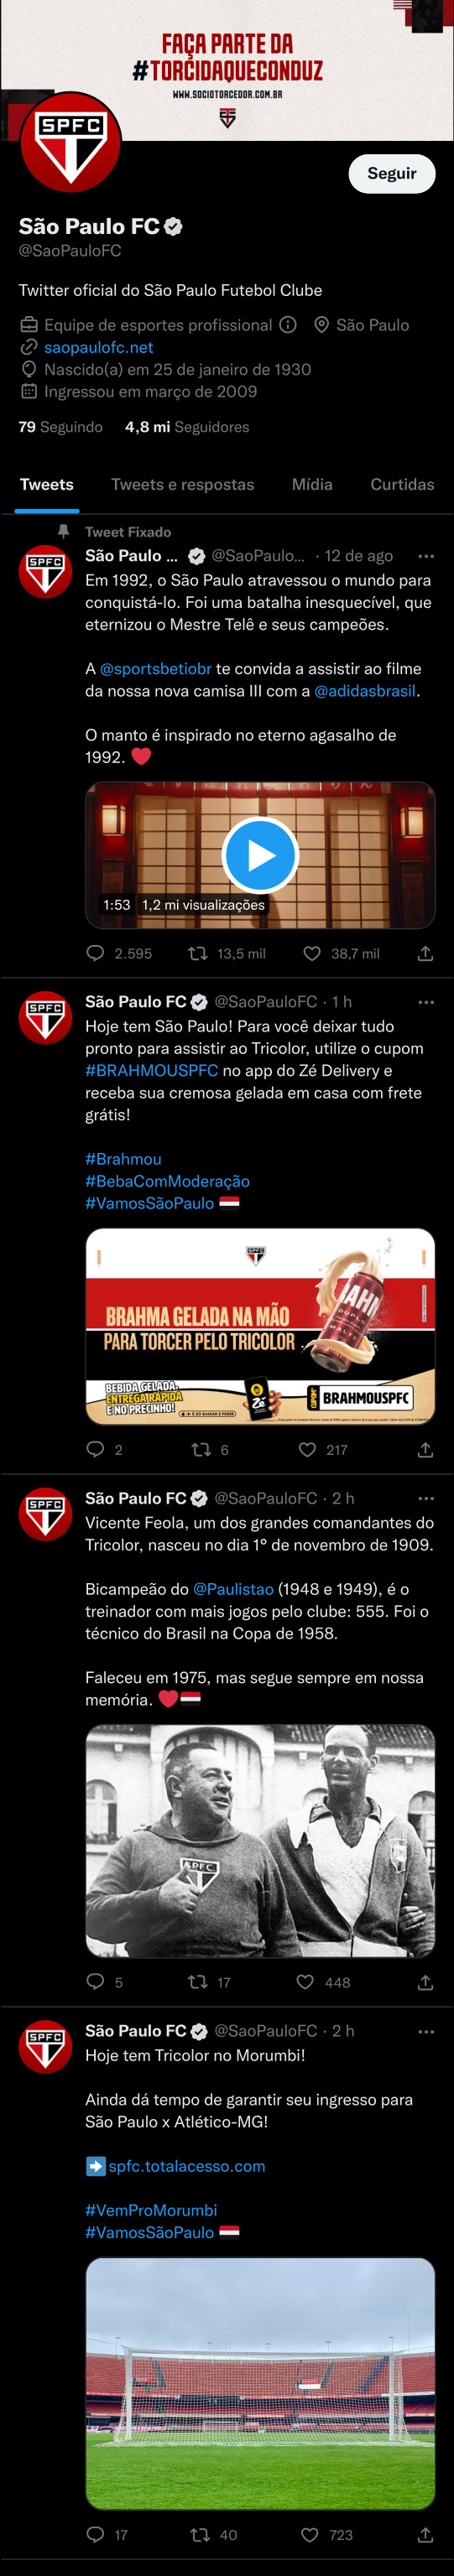 FAÇA PARTE DA
#TORCIDAQUECONDUZ
WWW.SOCIOTORCEDOR.COM.BR
SPFC
Seguir
São Paulo FC
@SaoPauloFC
Twitter oficial do São Paulo Futebol Clube
Equipe de esportes profissional São Paulo
saopaulofc.net
Nascido(a) em 25 de janeiro de 1930
Ingressou em março de 2009
79 Seguindo 4,8 mi Seguidores
Tweets Tweets e respostas Mídia Curtidas
Tweet Fixado
SPFC
São Paulo ... @SaoPaulo... · 12 de ago
Em 1992, o São Paulo atravessou o mundo para
conquistá-lo. Foi uma batalha inesquecível, que
eternizou o Mestre Telê e seus campeões.
A @sportsbetiobr te convida a assistir ao filme
da nossa nova camisa III com a @adidasbrasil.
O manto é inspirado no eterno agasalho de
1992. ❤️
1:53 1,2 mi visualizações
2.595 13,5 mil 38,7 mil
SPFC
São Paulo FC @SaoPauloFC · 1 h
Hoje tem São Paulo! Para você deixar tudo
pronto para assistir ao Tricolor, utilize o cupom
#BRAHMOUSPFC no app do Zé Delivery e
receba sua cremosa gelada em casa com frete
grátis!
#Brahmou
#BebaComModeração
#VamosSãoPaulo
SPFC
BRAHMA GELADA NA MÃO
PARA TORCER PELO TRICOLOR
BEBIDA GELADA,
ENTREGA RÁPIDA
E NO PRECINHO!
É SÓ BAIXAR E PEDIR
Zé
CUPOM
BRAHMOUSPFC
2 6 217
SPFC
São Paulo FC @SaoPauloFC · 2 h
Vicente Feola, um dos grandes comandantes do
Tricolor, nasceu no dia 1º de novembro de 1909.
Bicampeão do @Paulistao (1948 e 1949), é o
treinador com mais jogos pelo clube: 555. Foi o
técnico do Brasil na Copa de 1958.
Faleceu em 1975, mas segue sempre em nossa
memória. ❤️
S.P.F.C.
5 17 448
SPFC
São Paulo FC @SaoPauloFC · 2 h
Hoje tem Tricolor no Morumbi!
Ainda dá tempo de garantir seu ingresso para
São Paulo x Atlético-MG!
➡️spfc.totalacesso.com
#VemProMorumbi
#VamosSãoPaulo
17 40 723